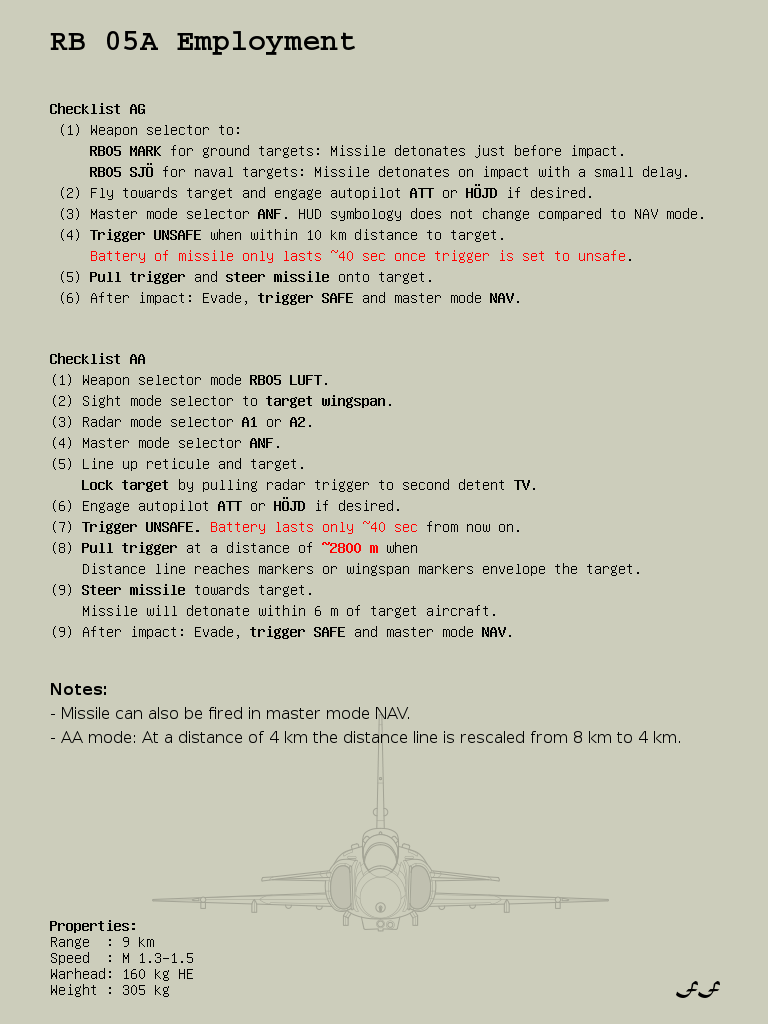 RB 05A Employment
Checklist AG
(1) Weapon selector to:
RB05 MARK for ground targets: Missile detonates just before impact.
RB05 SJÖ for naval targets: Missile detonates on impact with a small delay.
(2) Fly towards target and engage autopilot ATT or HÖJD if desired.
(3) Master mode selector ANF. HUD symbology does not change compared to NAV mode.
(4) Trigger UNSAFE when within 10 km distance to target.
Battery of missile only lasts ~40 sec once trigger is set to unsafe.
(5) Pull trigger and steer missile onto target.
(6) After impact: Evade, trigger SAFE and master mode NAV.
Checklist AA
(1) Weapon selector mode RB05 LUFT.
(2) Sight mode selector to target wingspan.
(3) Radar mode selector A1 or A2.
(4) Master mode selector ANF.
(5) Line up reticule and target.
Lock target by pulling radar trigger to second detent TV.
(6) Engage autopilot ATT or HÖJD if desired.
(7) Trigger UNSAFE. Battery lasts only ~40 sec from now on.
(8) Pull trigger at a distance of ~2800 m when
Distance line reaches markers or wingspan markers envelope the target.
(9) Steer missile towards target.
Missile will detonate within 6 m of target aircraft.
(9) After impact: Evade, trigger SAFE and master mode NAV.
Notes:
- Missile can also be fired in master mode NAV.
- AA mode: At a distance of 4 km the distance line is rescaled from 8 km to 4 km.
Properties:
Range : 9 km
Speed : M 1.3-1.5
Warhead: 160 kg HE
Weight : 305 kg
FF